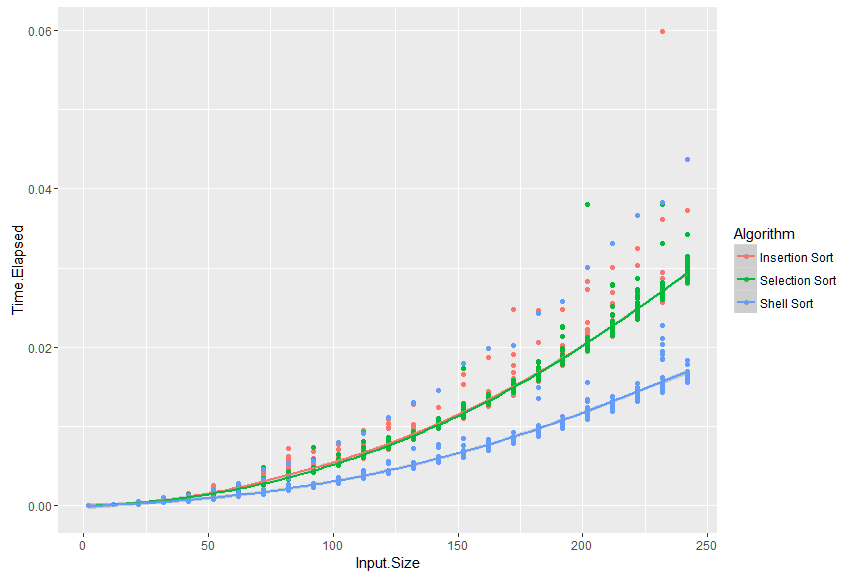 0.06
0.04
0.02
0.00
Time.Elapsed
0 50 100 150 200 250
Input.Size
Algorithm
Insertion Sort
Selection Sort
Shell Sort